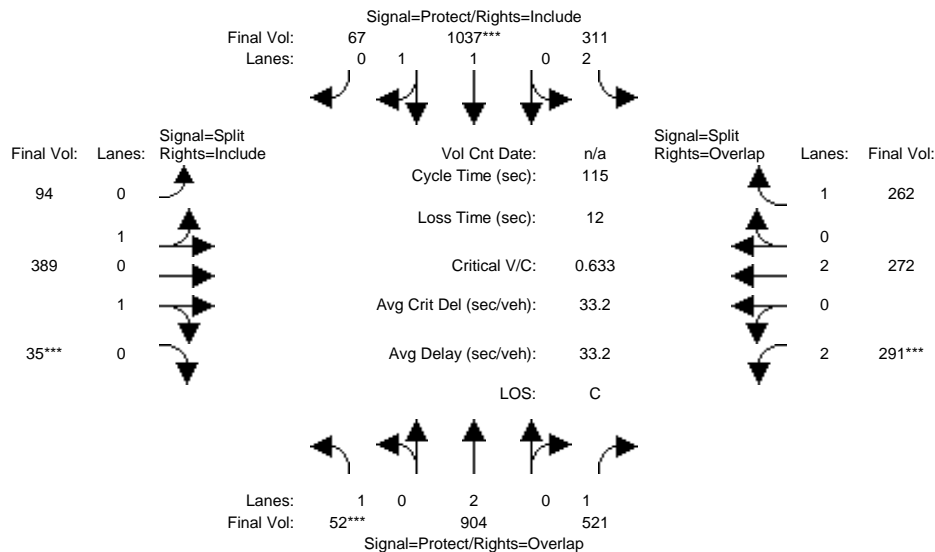 Signal=Protect/Rights=Include
Final Vol: 67 1037*** 311
Lanes: 0 1 1 0 2
Signal=Split
Final Vol: Lanes: Rights=Include
Vol Cnt Date: n/a
Signal=Split
Rights=Overlap Lanes: Final Vol:
Cycle Time (sec): 115
94 0
1 262
Loss Time (sec): 12
1
0
389 0
Critical V/C: 0.633
2 272
1
Avg Crit Del (sec/veh): 33.2
0
35*** 0
Avg Delay (sec/veh): 33.2
2 291***
LOS: C
Lanes: 1 0 2 0 1
Final Vol: 52*** 904 521
Signal=Protect/Rights=Overlap